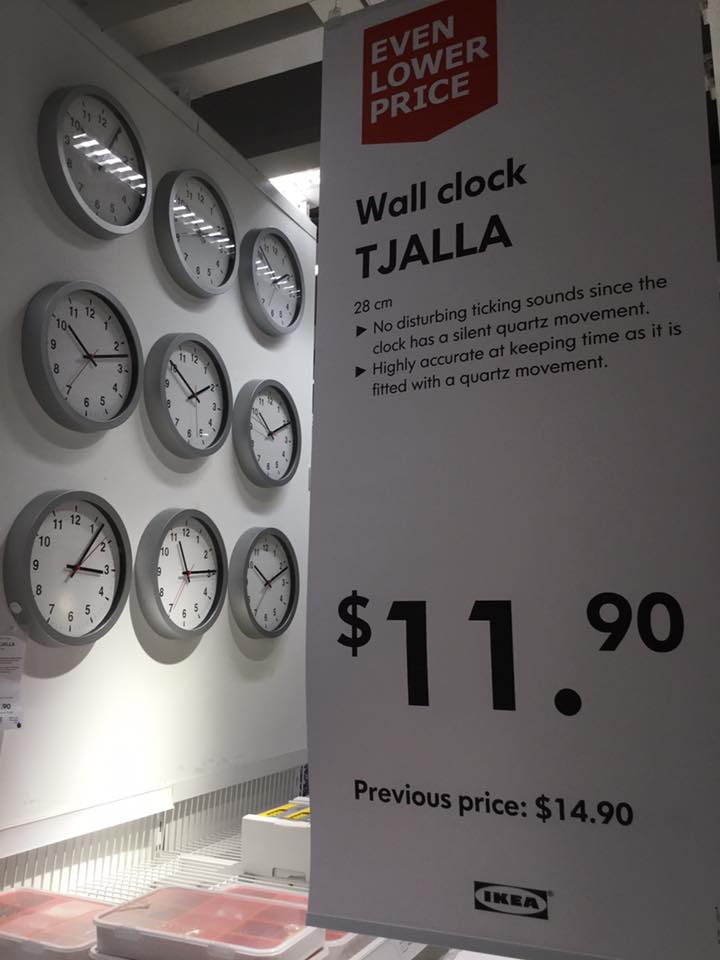 EVEN
LOWER
PRICE
Wall clock
TJALLA
28 cm
▶ No disturbing ticking sounds since the
clock has a silent quartz movement.
▶ Highly accurate at keeping time as it is
fitted with a quartz movement.
$11.90
Previous price: $14.90
IKEA
.90